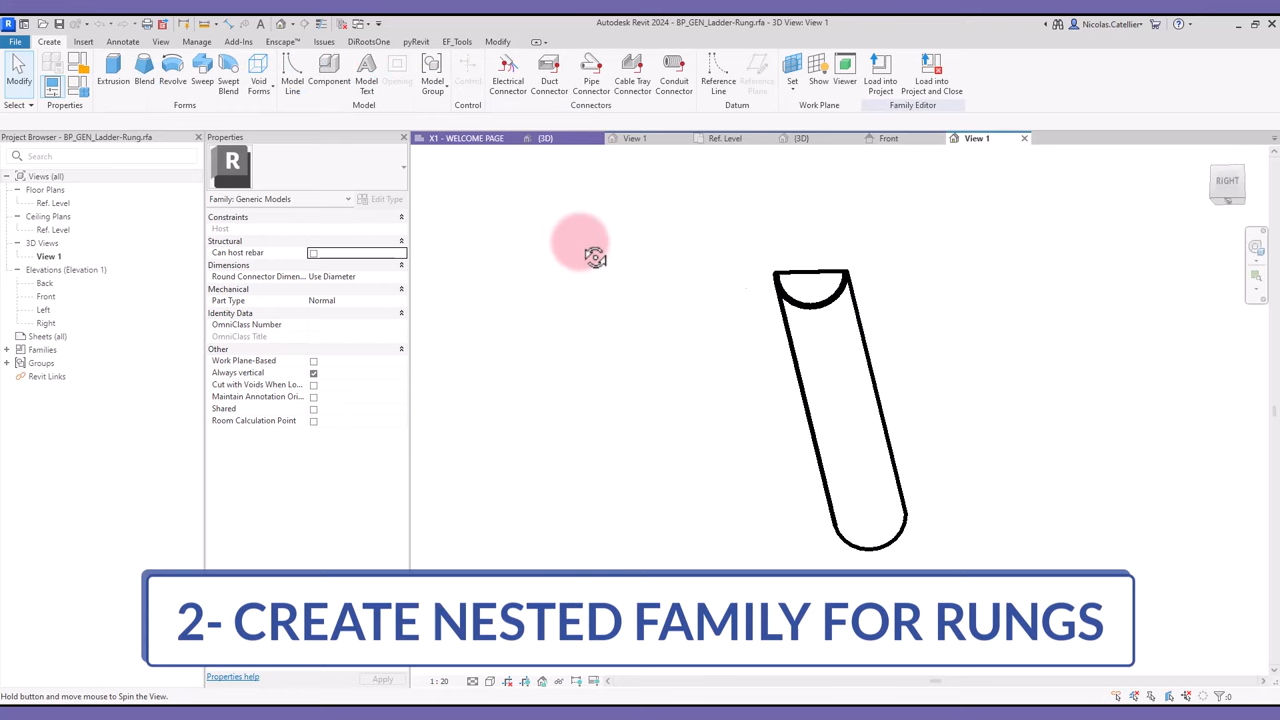 Autodesk Revit 2024 - BP_GEN_Ladder-Rung.rfa - 3D View: View 1
Nicolas.Catellier
File Create Insert Annotate View Manage Add-Ins Enscape™ Issues DiRootsOne pyRevit EF_Tools Modify
Modify Extrusion Blend Revolve Sweep Swept Blend Void Forms Model Line Component Model Text Opening Model Group Control Electrical Connector Duct Connector Pipe Connector Cable Tray Connector Conduit Connector Reference Line Reference Plane Set Show Viewer Load into Project Load into Project and Close
Select Properties Forms Model Control Connectors Datum Work Plane Family Editor
Project Browser - BP_GEN_Ladder-Rung.rfa
Search
Views (all)
Floor Plans
Ref. Level
Ceiling Plans
Ref. Level
3D Views
View 1
Elevations (Elevation 1)
Back
Front
Left
Right
Sheets (all)
Families
Groups
Revit Links
Properties
R
Family: Generic Models
Edit Type
Constraints
Host
Structural
Can host rebar
Dimensions
Round Connector Dimen... Use Diameter
Mechanical
Part Type Normal
Identity Data
OmniClass Number
OmniClass Title
Other
Work Plane-Based
Always vertical
Cut with Voids When Lo...
Maintain Annotation Ori...
Shared
Room Calculation Point
Properties help
Apply
X1 - WELCOME PAGE {3D} View 1 Ref. Level {3D} Front View 1
RIGHT
2- CREATE NESTED FAMILY FOR RUNGS
1 : 20
Hold button and move mouse to Spin the View.
:0